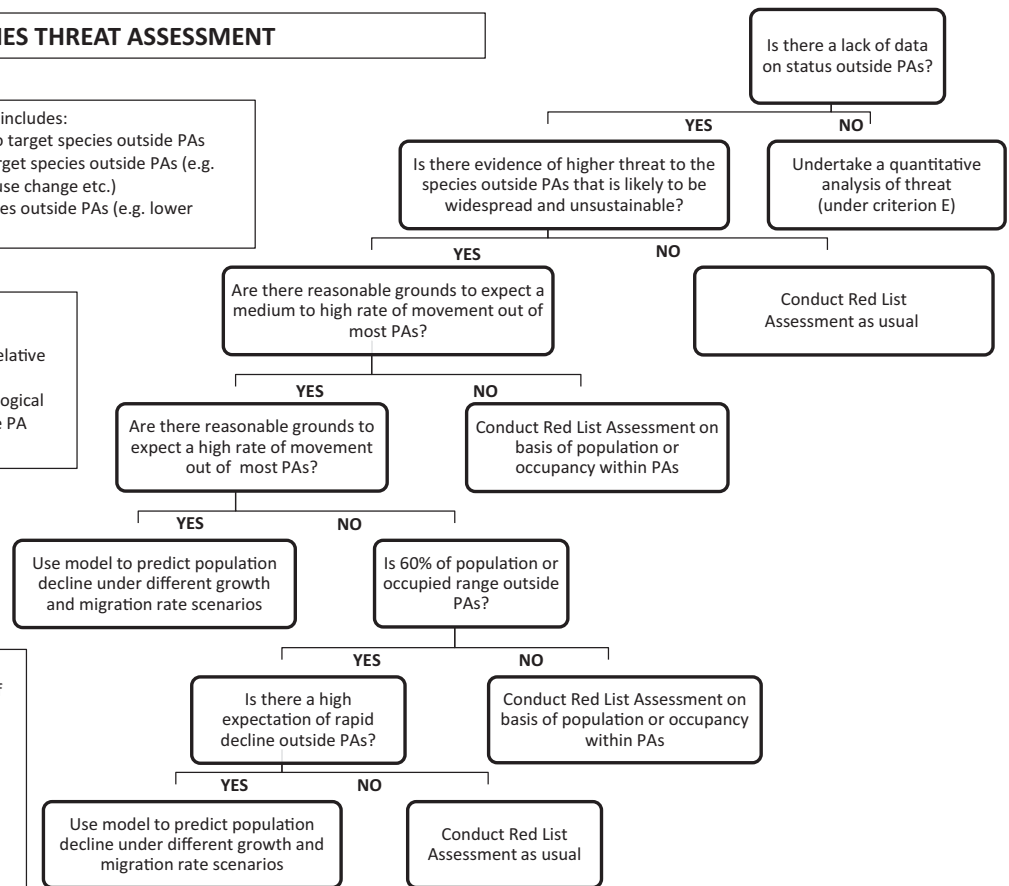 IES THREAT ASSESSMENT
Is there a lack of data
on status outside PAs?
includes:
target species outside PAs
rget species outside PAs (e.g.
use change etc.)
es outside PAs (e.g. lower
YES
NO
Is there evidence of higher threat to the
species outside PAs that is likely to be
widespread and unsustainable?
Undertake a quantitative
analysis of threat
(under criterion E)
YES
NO
Are there reasonable grounds to expect a
medium to high rate of movement out of
most PAs?
Conduct Red List
Assessment as usual
elative
ogical
PA
YES
NO
Are there reasonable grounds to
expect a high rate of movement
out of most PAs?
Conduct Red List Assessment on
basis of population or
occupancy within PAs
YES
NO
Use model to predict population
decline under different growth
and migration rate scenarios
Is 60% of population or
occupied range outside
PAs?
YES
NO
Is there a high
expectation of rapid
decline outside PAs?
Conduct Red List Assessment on
basis of population or occupancy
within PAs
YES
NO
Use model to predict population
decline under different growth and
migration rate scenarios
Conduct Red List
Assessment as usual